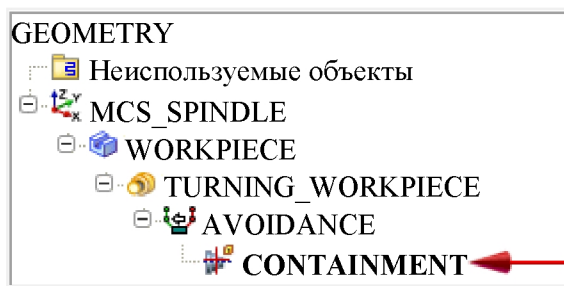 GEOMETRY
Неиспользуемые объекты
MCS_SPINDLE
WORKPIECE
TURNING_WORKPIECE
AVOIDANCE
CONTAINMENT